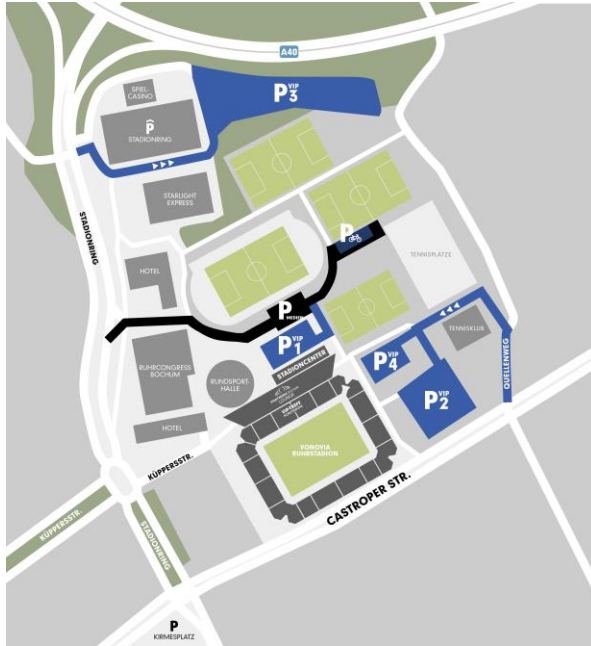 A40
SPIEL-
CASINO
P
STADIONRING
P VIP 3
STARLIGHT
EXPRESS
STADIONRING
HOTEL
P
TENNISPLÄTZE
P
MEDIEN
P VIP 1
STADIONCENTER
TENNISKLUB
P VIP 4
P VIP 2
QUELLENWEG
RUHRCONGRESS
BOCHUM
RUNDSPORT-
HALLE
LOUNGE
HOTEL
VONOVIA
RUHRSTADION
KÜPPERSSTR.
CASTROPER STR.
KÜPPERSSTR.
STADIONRING
P
KIRMESPLATZ